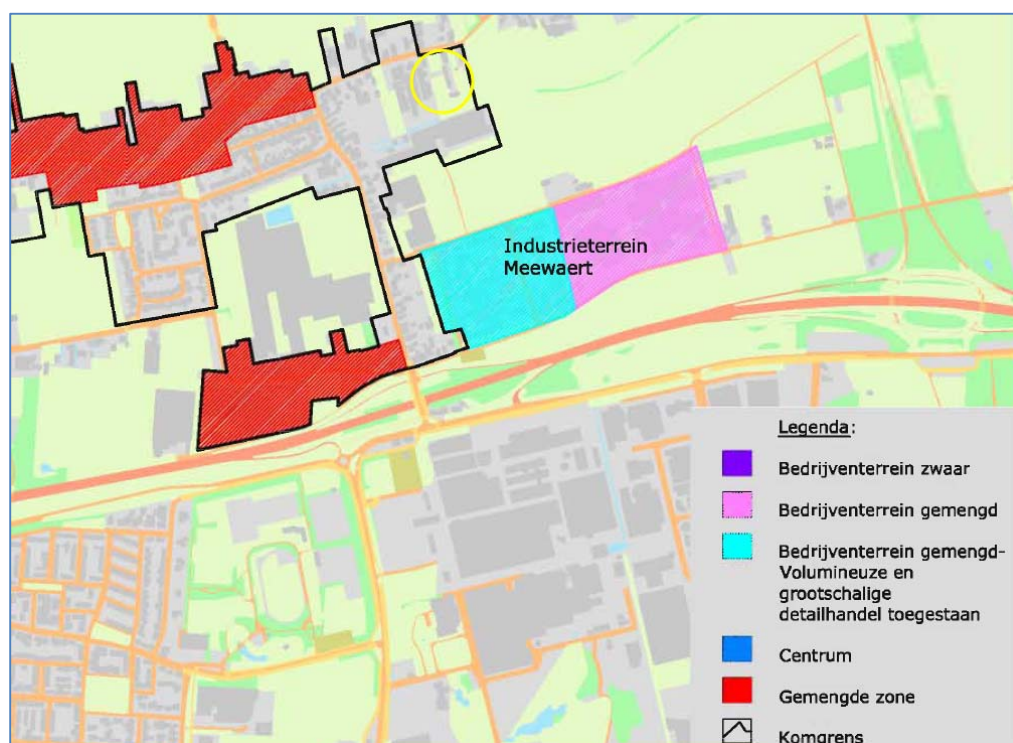 Industrieterrein
Meewaert
Legenda:
Bedrijventerrein zwaar
Bedrijventerrein gemengd
Bedrijventerrein gemengd-
Volumineuze en
grootschalige
detailhandel toegestaan
Centrum
Gemengde zone
Komgrens